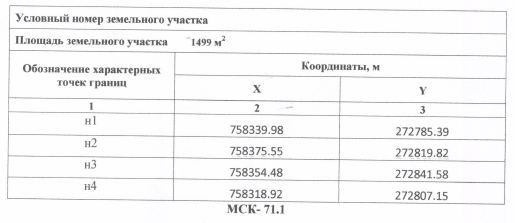 Условный номер земельного участка
Площадь земельного участка 1499 м²
Обозначение характерных
точек границ
Координаты, м
X
Y
1
2
3
н1
758339.98
272785.39
н2
758375.55
272819.82
н3
758354.48
272841.58
н4
758318.92
272807.15
МСК- 71.1